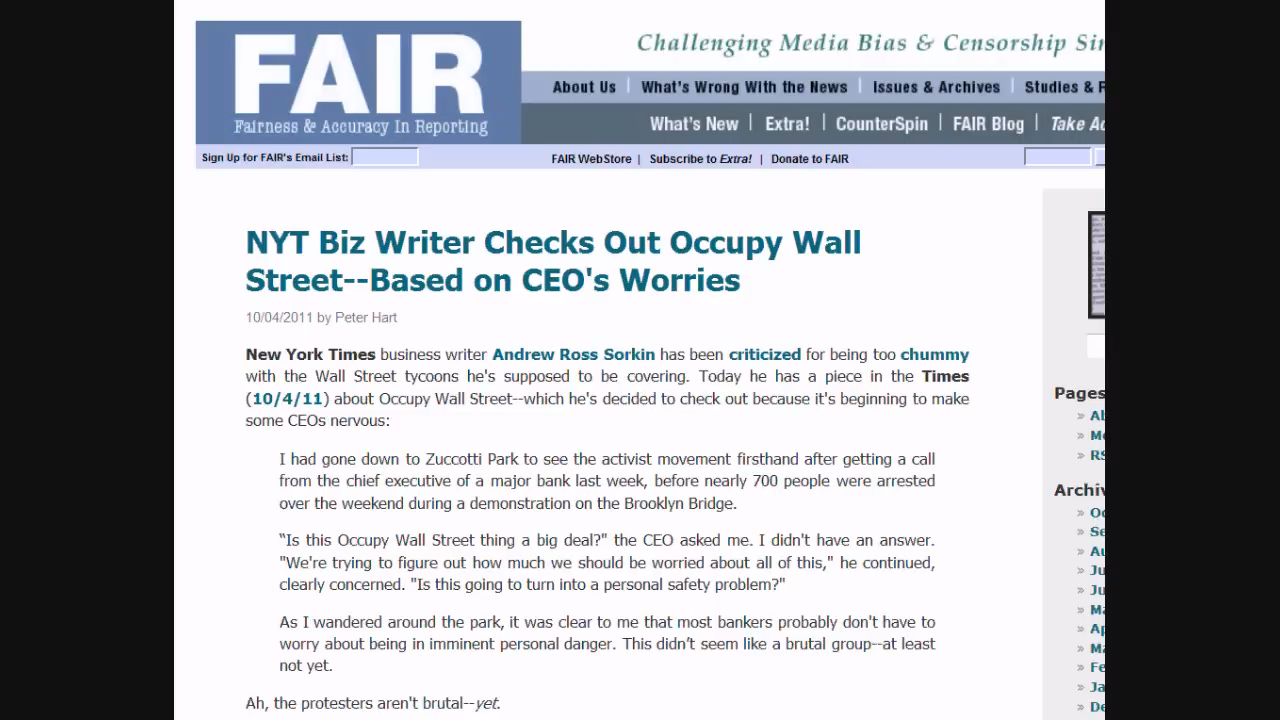 FAIR
Fairness & Accuracy In Reporting
Challenging Media Bias & Censorship
About Us | What's Wrong With the News | Issues & Archives | Studies &
What's New | Extra! | CounterSpin | FAIR Blog | Take
Sign Up for FAIR's Email List:
FAIR WebStore | Subscribe to Extra! | Donate to FAIR
NYT Biz Writer Checks Out Occupy Wall
Street--Based on CEO's Worries
10/04/2011 by Peter Hart
New York Times business writer Andrew Ross Sorkin has been criticized for being too chummy
with the Wall Street tycoons he's supposed to be covering. Today he has a piece in the Times
(10/4/11) about Occupy Wall Street--which he's decided to check out because it's beginning to make
some CEOs nervous:
I had gone down to Zuccotti Park to see the activist movement firsthand after getting a call
from the chief executive of a major bank last week, before nearly 700 people were arrested
over the weekend during a demonstration on the Brooklyn Bridge.
“Is this Occupy Wall Street thing a big deal?" the CEO asked me. I didn't have an answer.
"We're trying to figure out how much we should be worried about all of this," he continued,
clearly concerned. "Is this going to turn into a personal safety problem?"
As I wandered around the park, it was clear to me that most bankers probably don't have to
worry about being in imminent personal danger. This didn’t seem like a brutal group--at least
not yet.
Ah, the protesters aren't brutal--yet.
Pages
Archiv